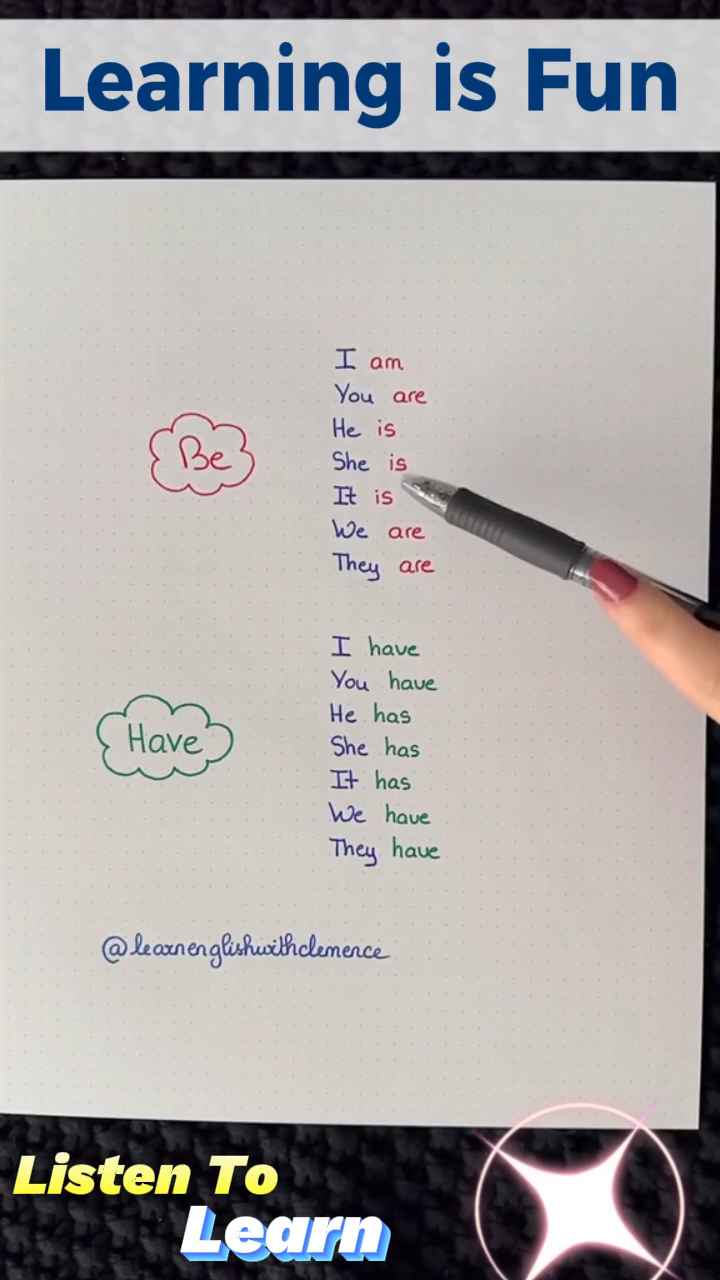 Learning is Fun
I am
You are
He is
Be
She is
It is
We are
They are
I have
You have
He has
Have
She has
It has
We have
They have
@learnenglishwithclemence
Listen To
Learn